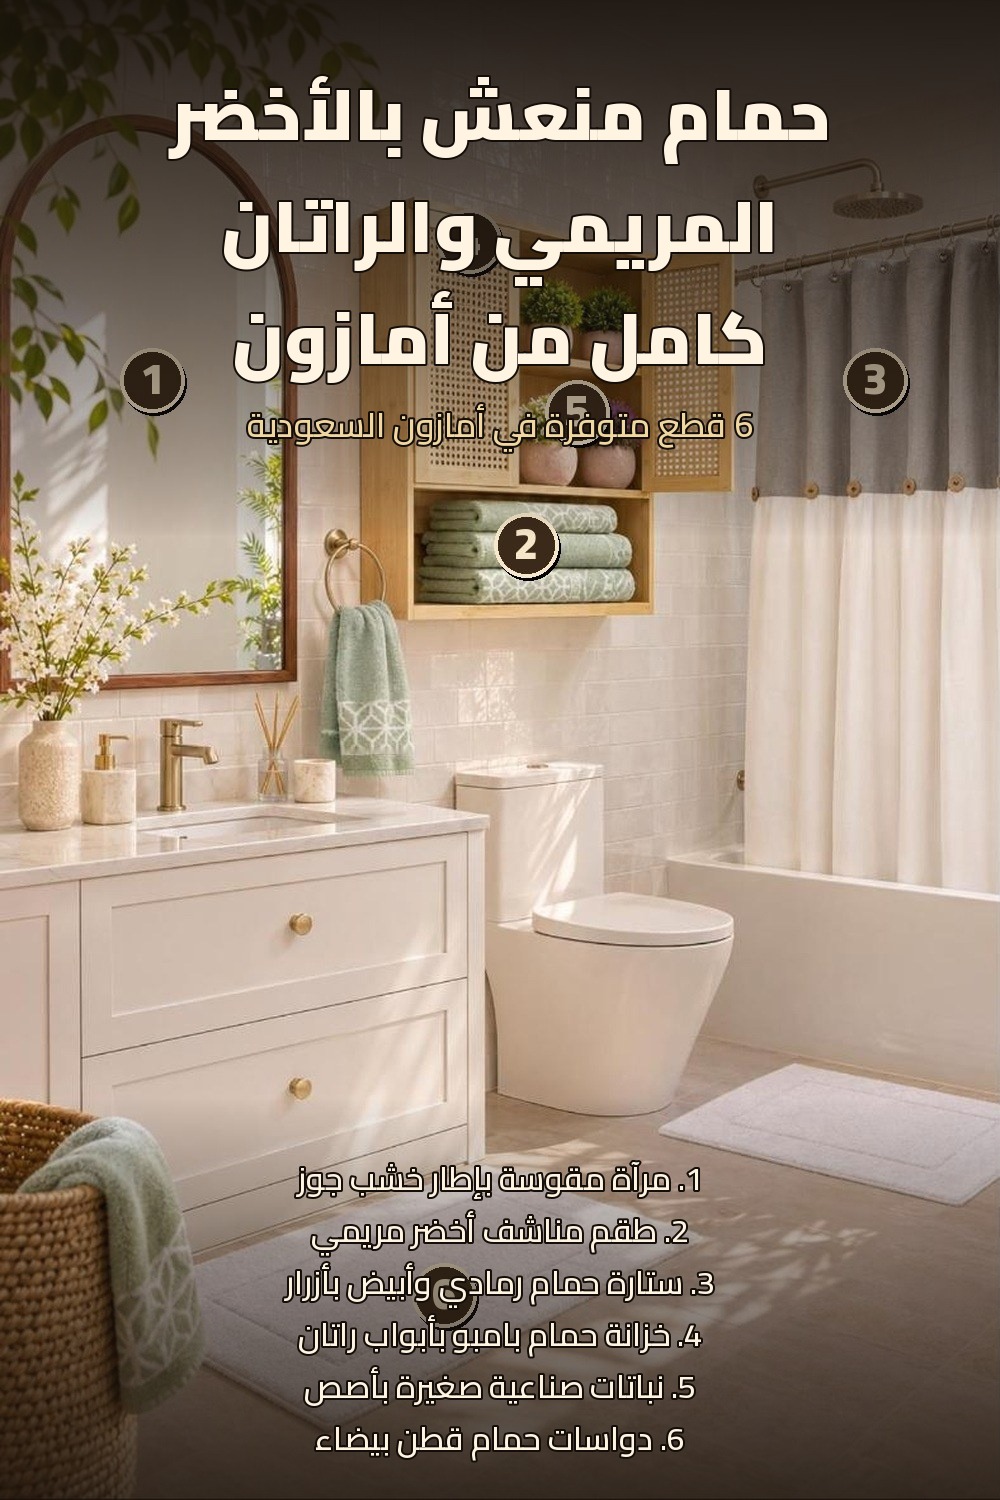 حمام منعش بالأخضر
المريمي والراتان
كامل من أمازون
6 قطع متوفرة في أمازون السعودية
1
3
5
2
1. مرآة مقوسة بإطار خشب جوز
2. طقم مناشف أخضر مريمي
3. ستارة حمام رمادي وأبيض بأزرار
4. خزانة حمام بامبو بأبواب راتان
5. نباتات صناعية صغيرة بأصص
6. دواسات حمام قطن بيضاء